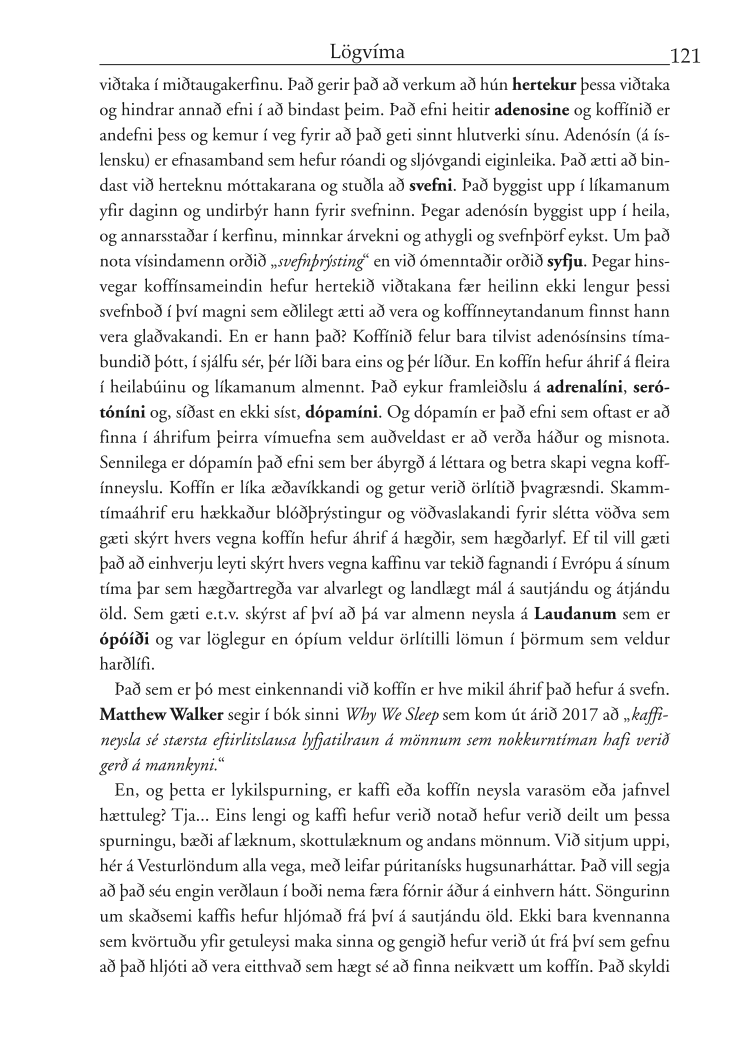 Lögvíma
121
viðtaka í miðtaugakerfinu. Það gerir það að verkum að hún hertekur þessa viðtaka
og hindrar annað efni í að bindast þeim. Það efni heitir adenosine og koffínið er
andefni þess og kemur í veg fyrir að það geti sinnt hlutverki sínu. Adenósín (á ís-
lensku) er efnasamband sem hefur róandi og sljóvgandi eiginleika. Það ætti að bin-
dast við herteknu móttakarana og stuðla að svefni. Það byggist upp í líkamanum
yfir daginn og undirbýr hann fyrir svefninn. Þegar adenósín byggist upp í heila,
og annarsstaðar í kerfinu, minnkar árvekni og athygli og svefnþörf eykst. Um það
nota vísindamenn orðið „svefnþrýsting“ en við ómenntaðir orðið syfju. Þegar hins-
vegar koffínsameindin hefur hertekið viðtakana fær heilinn ekki lengur þessi
svefnboð í því magni sem eðlilegt ætti að vera og koffínneytandanum finnst hann
vera glaðvakandi. En er hann það? Koffínið felur bara tilvist adenósínsins tíma-
bundið þótt, í sjálfu sér, þér líði bara eins og þér líður. En koffín hefur áhrif á fleira
í heilabúinu og líkamanum almennt. Það eykur framleiðslu á adrenalíni, seró-
tóníni og, síðast en ekki síst, dópamíni. Og dópamín er það efni sem oftast er að
finna í áhrifum þeirra vímuefna sem auðveldast er að verða háður og misnota.
Sennilega er dópamín það efni sem ber ábyrgð á léttara og betra skapi vegna koff-
ínneyslu. Koffín er líka æðavíkkandi og getur verið örlítið þvagræsndi. Skamm-
tímaáhrif eru hækkaður blóðþrýstingur og vöðvaslakandi fyrir slétta vöðva sem
gæti skýrt hvers vegna koffín hefur áhrif á hægðir, sem hægðarlyf. Ef til vill gæti
það að einhverju leyti skýrt hvers vegna kaffinu var tekið fagnandi í Evrópu á sínum
tíma þar sem hægðartregða var alvarlegt og landlægt mál á sautjándu og átjándu
öld. Sem gæti e.t.v. skýrst af því að þá var almenn neysla á Laudanum sem er
ópóíði og var löglegur en ópíum veldur örlítilli lömun í þörmum sem veldur
harðlífi.
Það sem er þó mest einkennandi við koffín er hve mikil áhrif það hefur á svefn.
Matthew Walker segir í bók sinni Why We Sleep sem kom út árið 2017 að „kaffi-
neysla sé stærsta eftirlitslausa lyfjatilraun á mönnum sem nokkurntíman hafi verið
gerð á mannkyni.“
En, og þetta er lykilspurning, er kaffi eða koffín neysla varasöm eða jafnvel
hættuleg? Tja... Eins lengi og kaffi hefur verið notað hefur verið deilt um þessa
spurningu, bæði af læknum, skottulæknum og andans mönnum. Við sitjum uppi,
hér á Vesturlöndum alla vega, með leifar púritanísks hugsunarháttar. Það vill segja
að það séu engin verðlaun í boði nema færa fórnir áður á einhvern hátt. Söngurinn
um skaðsemi kaffis hefur hljómað frá því á sautjándu öld. Ekki bara kvennanna
sem kvörtuðu yfir getuleysi maka sinna og gengið hefur verið út frá því sem gefnu
að það hljóti að vera eitthvað sem hægt sé að finna neikvætt um koffín. Það skyldi